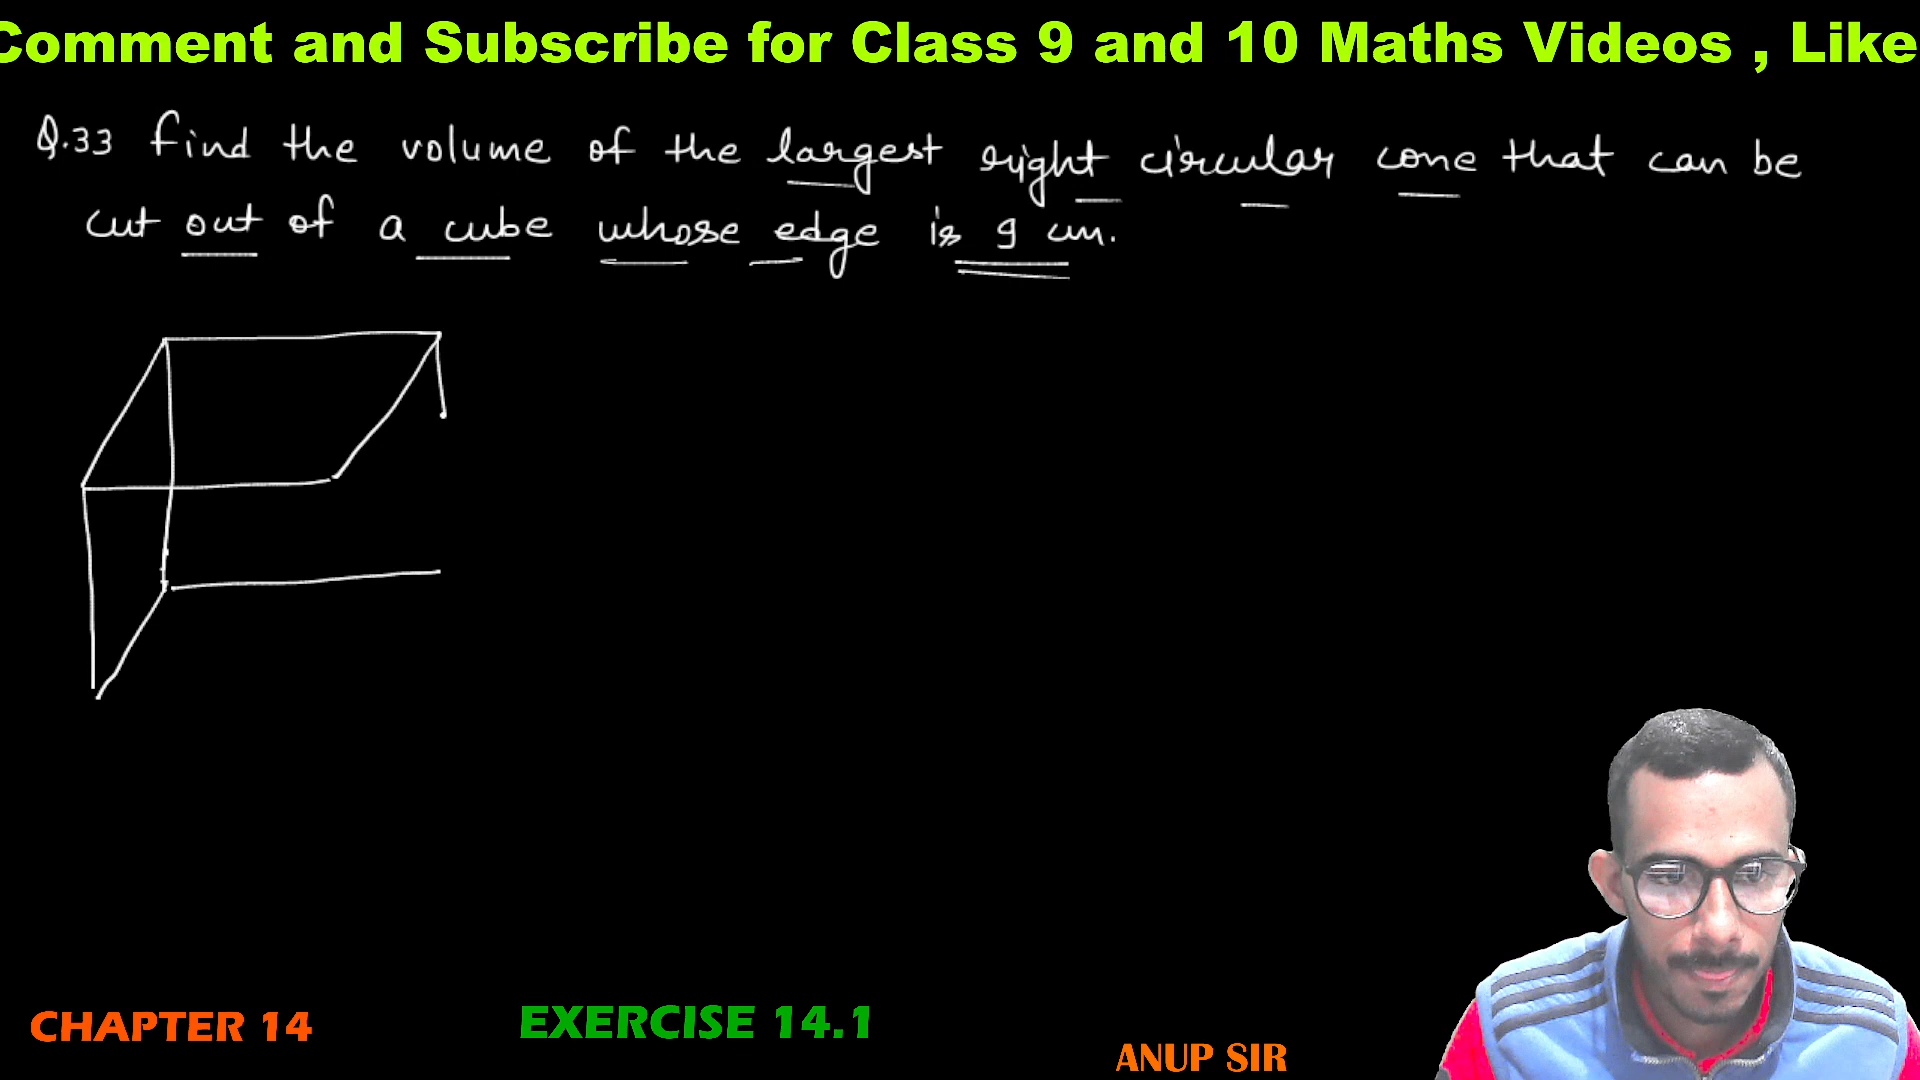 Comment and Subscribe for Class 9 and 10 Maths Videos , Like
Q.33 find the volume of the largest right circular cone that can be
cut out of a cube whose edge is 9 cm.
CHAPTER 14
EXERCISE 14.1
ANUP SIR